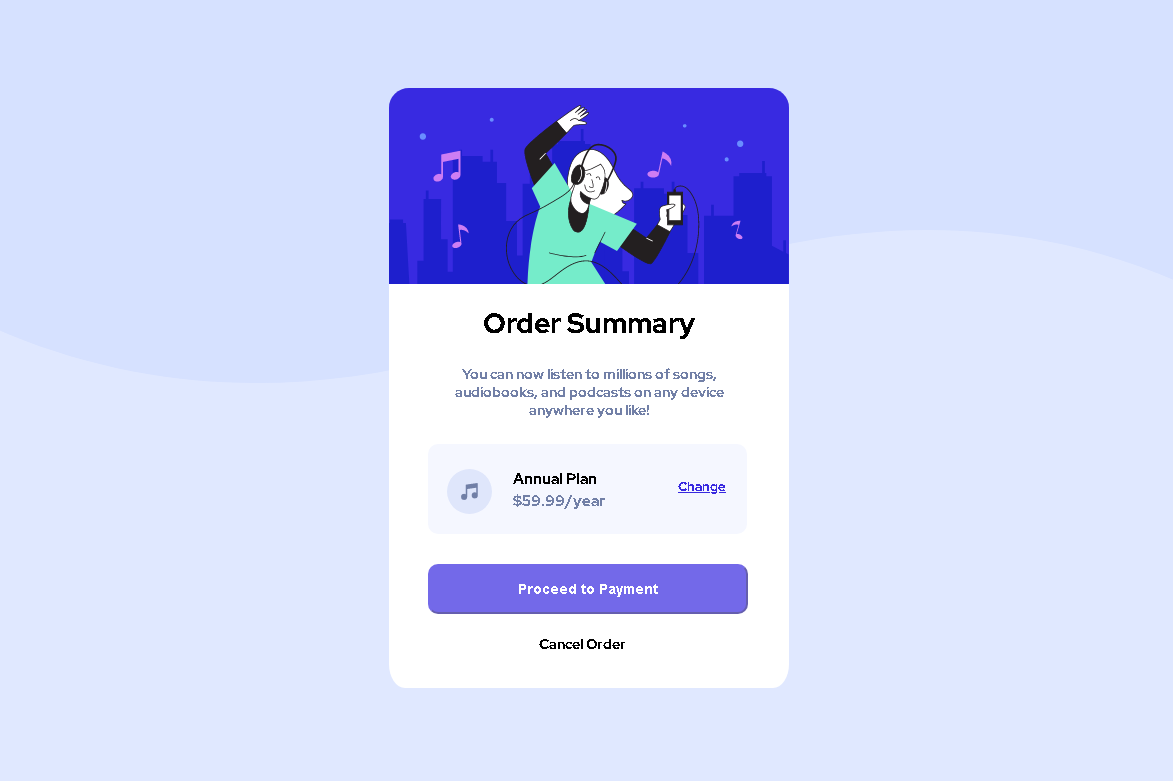 Order Summary
You can now listen to millions of songs,
audiobooks, and podcasts on any device
anywhere you like!
Annual Plan
$59.99/year
Change
Proceed to Payment
Cancel Order